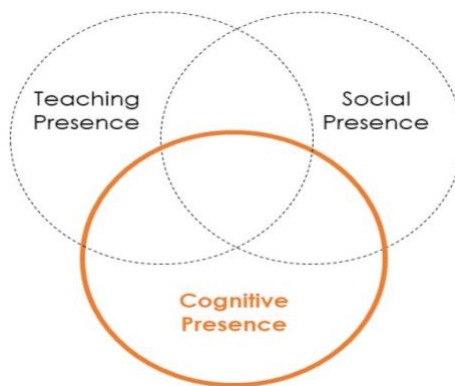 Teaching
Presence
Social
Presence
Cognitive
Presence